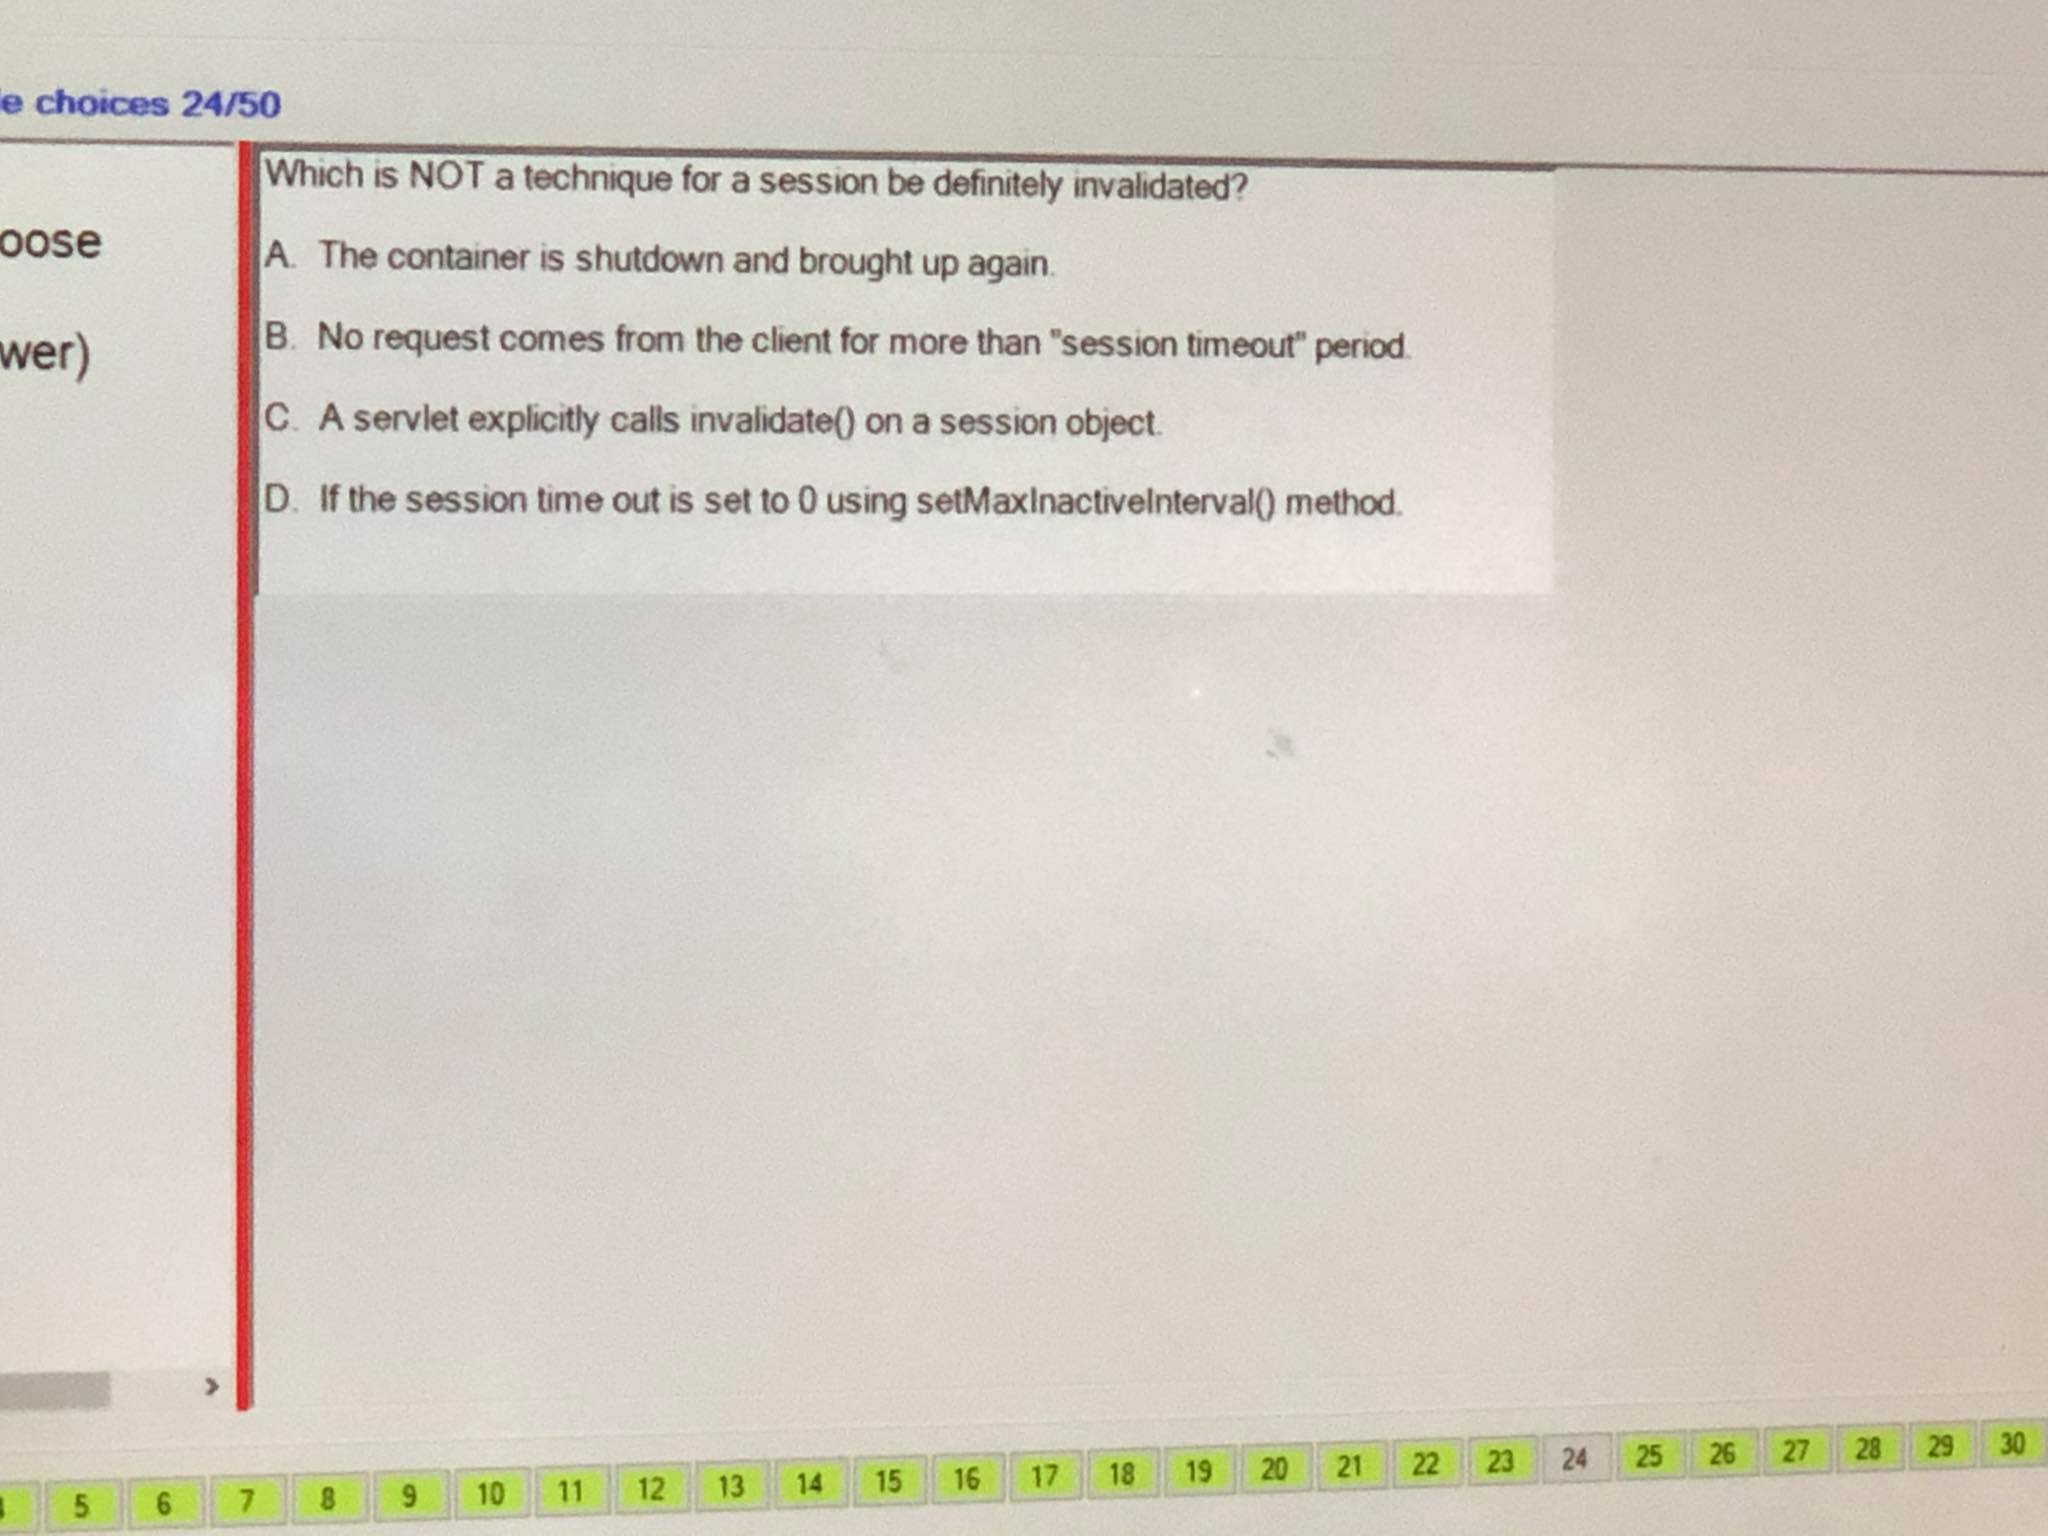 choices 24/50
Which is NOT a technique for a session be definitely invalidated?
A. The container is shutdown and brought up again.
B. No request comes from the client for more than "session timeout" period.
C. A servlet explicitly calls invalidate() on a session object.
D. If the session time out is set to 0 using setMaxInactiveInterval() method.
oose
wer)
5 6 7 8 9 10 11 12 13 14 15 16 17 18 19 20 21 22 23 24 25 26 27 28 29 30